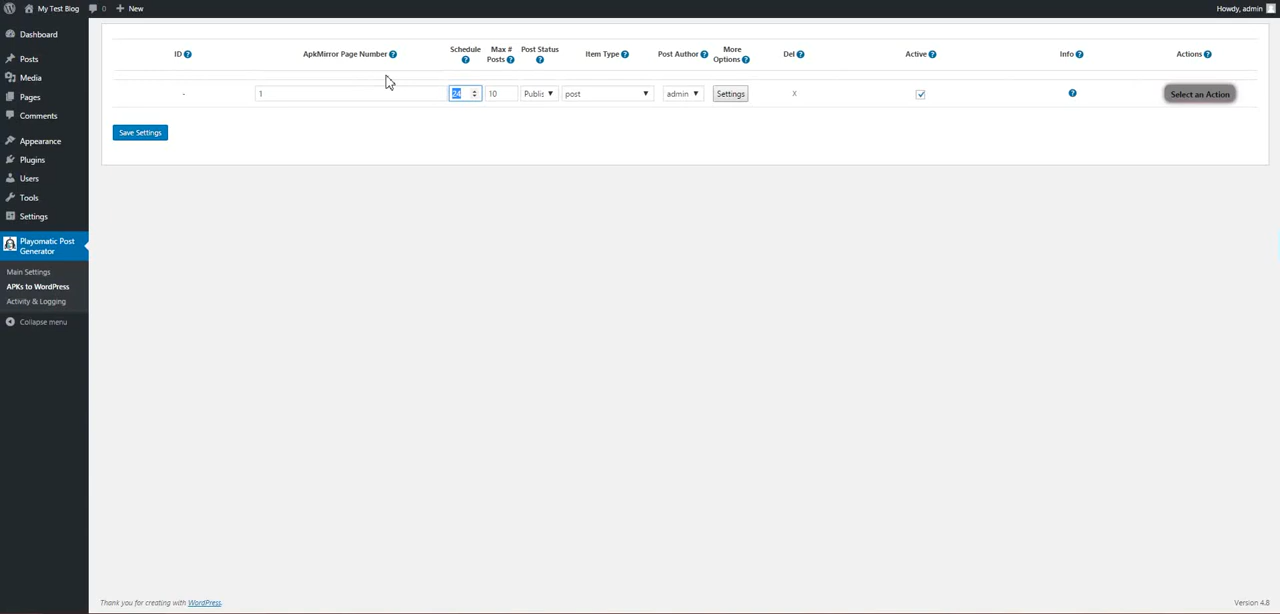 My Test Blog 0 New Howdy, admin
Dashboard
Posts
Media
Pages
Comments
Appearance
Plugins
Users
Tools
Settings
Playomatic Post
Generator
Main Settings
APKs to WordPress
Activity & Logging
Collapse menu
ID ? ApkMirror Page Number ? Schedule ? Max # Posts ? Post Status ? Item Type ? Post Author ? More Options ? Del ? Active ? Info ? Actions ?
- 1 24 10 Publis post admin Settings X ? Select an Action
Save Settings
Thank you for creating with WordPress. Version 4.8